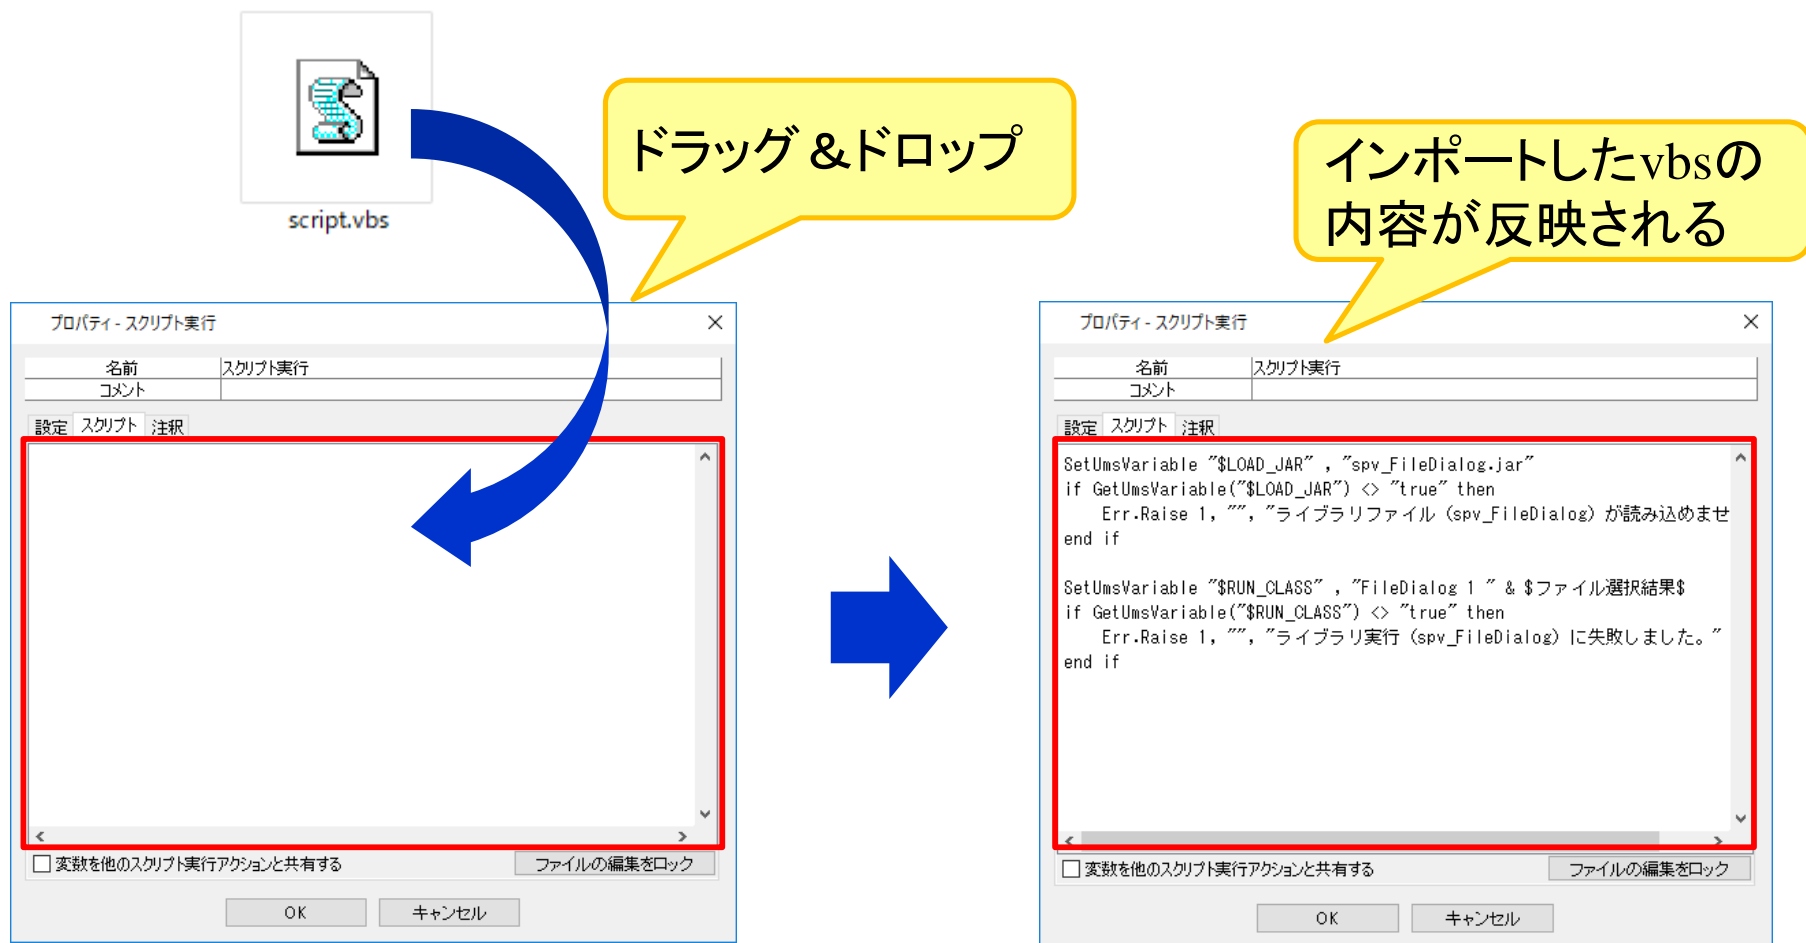 script.vbs
ドラッグ &ドロップ
インポートしたvbsの
内容が反映される
プロパティ - スクリプト実行
名前 スクリプト実行
コメント
設定 スクリプト 注釈
変数を他のスクリプト実行アクションと共有する ファイルの編集をロック
OK キャンセル
プロパティ - スクリプト実行
名前 スクリプト実行
コメント
設定 スクリプト 注釈
SetUmsVariable "$LOAD_JAR" , "spv_FileDialog.jar"
if GetUmsVariable("$LOAD_JAR") <> "true" then
    Err.Raise 1, "", "ライブラリファイル (spv_FileDialog) が読み込めませ
end if
SetUmsVariable "$RUN_CLASS" , "FileDialog 1 " & $ファイル選択結果$
if GetUmsVariable("$RUN_CLASS") <> "true" then
    Err.Raise 1, "", "ライブラリ実行 (spv_FileDialog) に失敗しました。"
end if
変数を他のスクリプト実行アクションと共有する ファイルの編集をロック
OK キャンセル